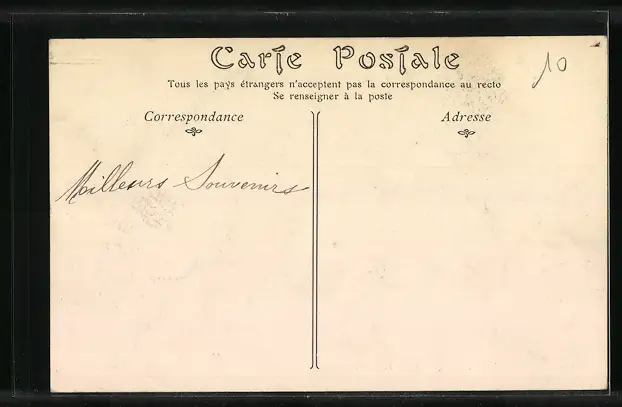 Carte Postale
10
Tous les pays étrangers n'acceptent pas la correspondance au recto
Se renseigner à la poste
Correspondance
Adresse
Meilleurs Souvenirs